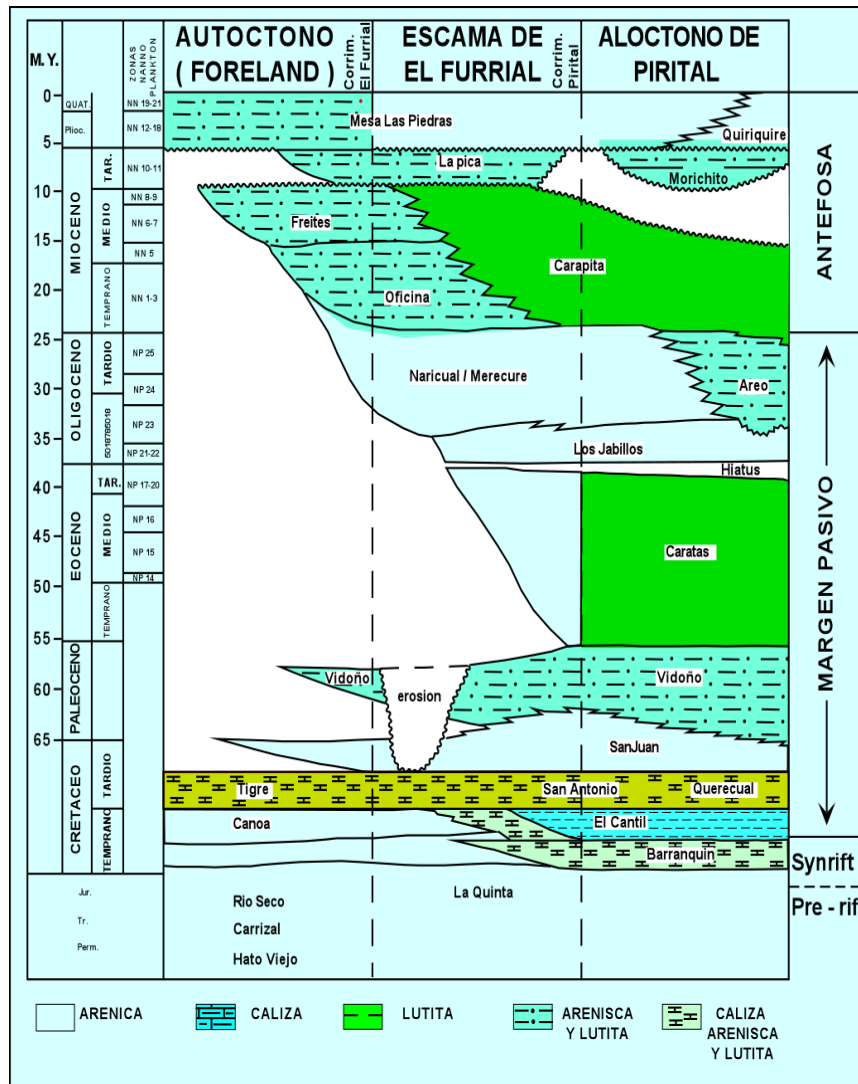 AUTOCTONO
( FORELAND )
Corrim.
El Furrial
ESCAMA DE
EL FURRIAL
Corrim.
Pirital
ALOCTONO DE
PIRITAL
M. Y.
ZONAS
NANNO
PLANKTON
0
5
10
15
20
25
30
35
40
45
50
55
60
65
QUAT.
Plioc.
MIOCENO
TAR.
MEDIO
TEMPRANO
OLIGOCENO
TARDIO
5018785018
EOCENO
TAR.
MEDIO
TEMPRANO
PALEOCENO
CRETACEO
TARDIO
TEMPRANO
Jur.
Tr.
Perm.
NN 19-21
NN 12-18
NN 10-11
NN 8-9
NN 6-7
NN 5
NN 1-3
NP 25
NP 24
NP 23
NP 21-22
NP 17-20
NP 16
NP 15
NP 14
Mesa Las Piedras
Quiriquire
La pica
Morichito
Freites
Carapita
Oficina
Naricual / Merecure
Areo
Los Jabillos
Hiatus
Caratas
Vidoño
erosion
Vidoño
SanJuan
Tigre
San Antonio
Querecual
Canoa
El Cantil
Barranquin
La Quinta
Rio Seco
Carrizal
Hato Viejo
ANTEFOSA
MARGEN PASIVO
Synrift
Pre - rif
ARENICA
CALIZA
LUTITA
ARENISCA
Y LUTITA
CALIZA
ARENISCA
Y LUTITA